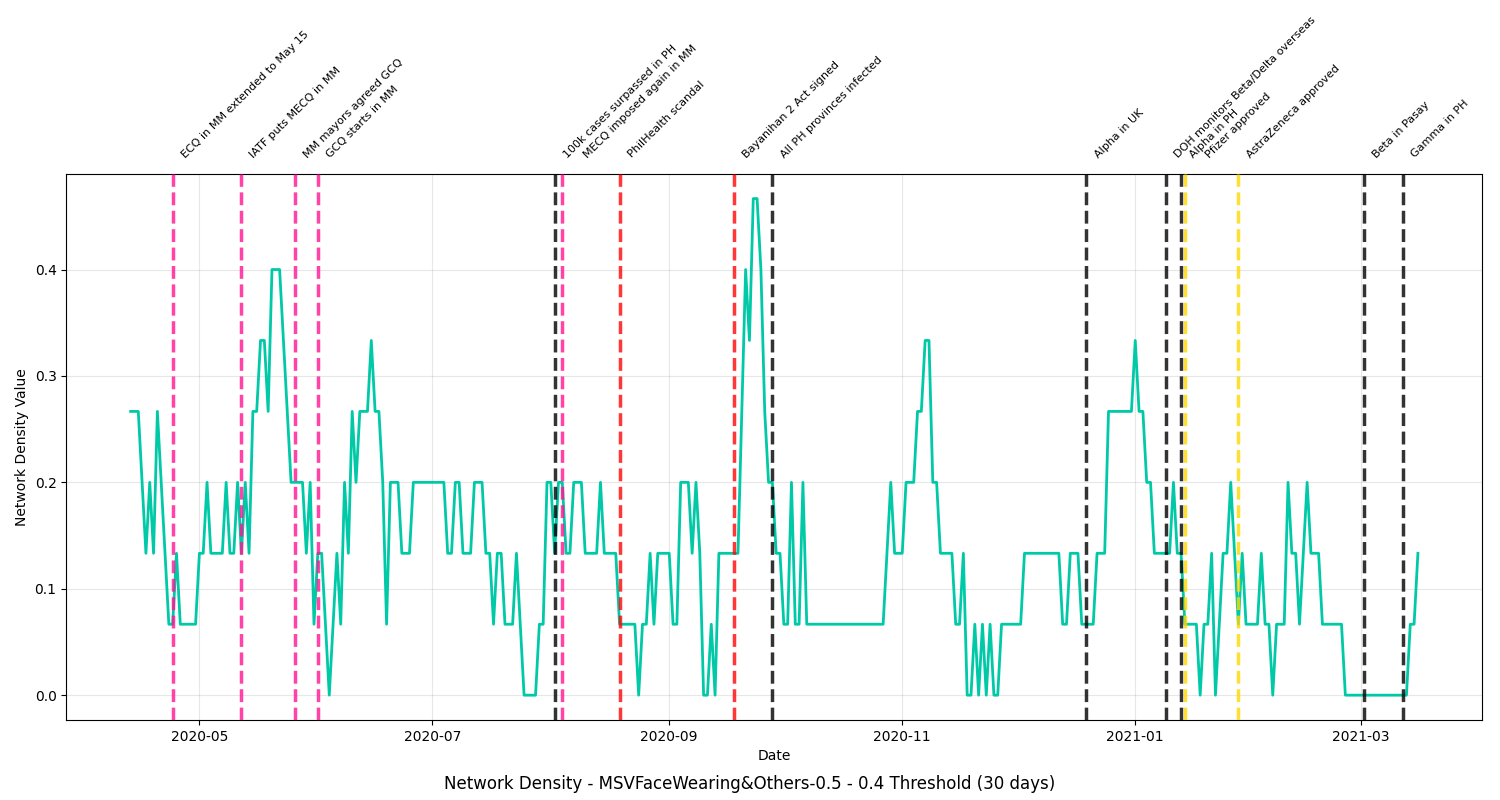 ECQ in MM extended to May 15
IATF puts MECQ in MM
MM mayors agreed GCQ
GCQ starts in MM
100k cases surpassed in PH
MECQ imposed again in MM
PhilHealth scandal
Bayanihan 2 Act signed
All PH provinces infected
Alpha in UK
DOH monitors Beta/Delta overseas
Alpha in PH
Pfizer approved
AstraZeneca approved
Beta in Pasay
Gamma in PH
Network Density Value
0.4
0.3
0.2
0.1
0.0
2020-05
2020-07
2020-09
2020-11
2021-01
2021-03
Date
Network Density - MSVFaceWearing&Others-0.5 - 0.4 Threshold (30 days)